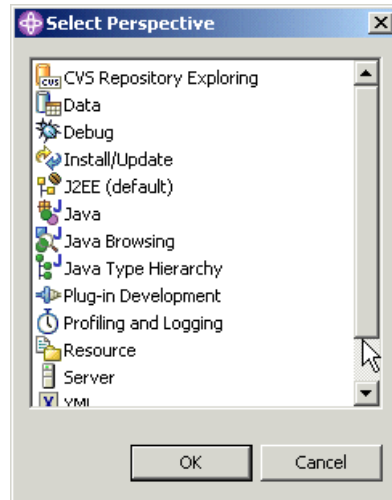 Select Perspective
CVS Repository Exploring
Data
Debug
Install/Update
J2EE (default)
Java
Java Browsing
Java Type Hierarchy
Plug-in Development
Profiling and Logging
Resource
Server
XML
OK
Cancel